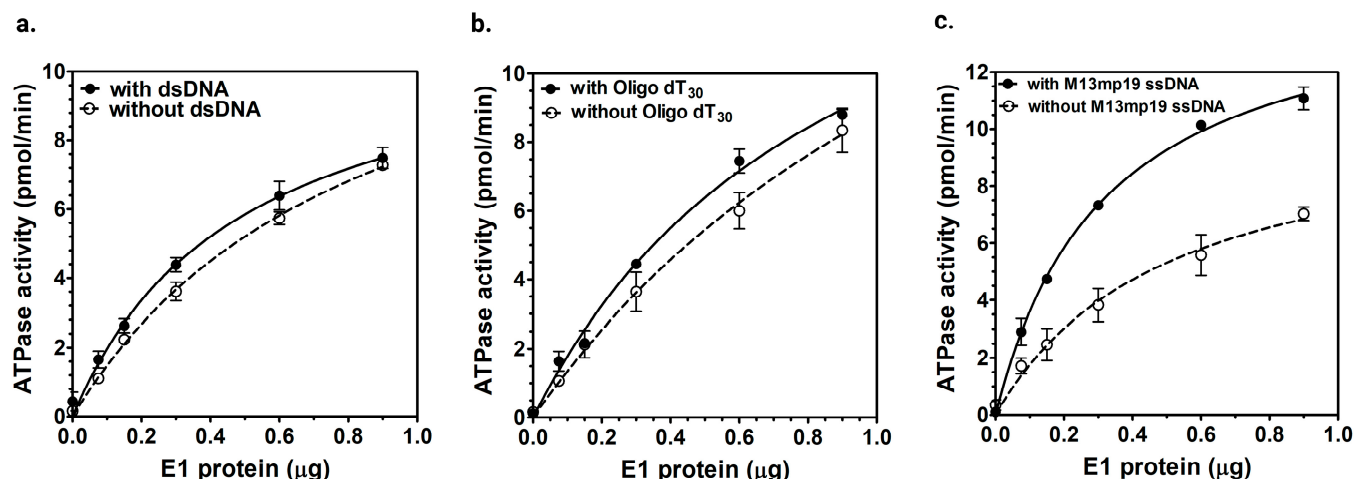 a.
ATPase activity (pmol/min)
10
8
6
4
2
0
with dsDNA
without dsDNA
0.0 0.2 0.4 0.6 0.8 1.0
E1 protein (μg)
b.
ATPase activity (pmol/min)
10
8
6
4
2
0
with Oligo dT30
without Oligo dT30
0.0 0.2 0.4 0.6 0.8 1.0
E1 protein (μg)
c.
ATPase activity (pmol/min)
12
10
8
6
4
2
0
with M13mp19 ssDNA
without M13mp19 ssDNA
0.0 0.2 0.4 0.6 0.8 1.0
E1 protein (μg)